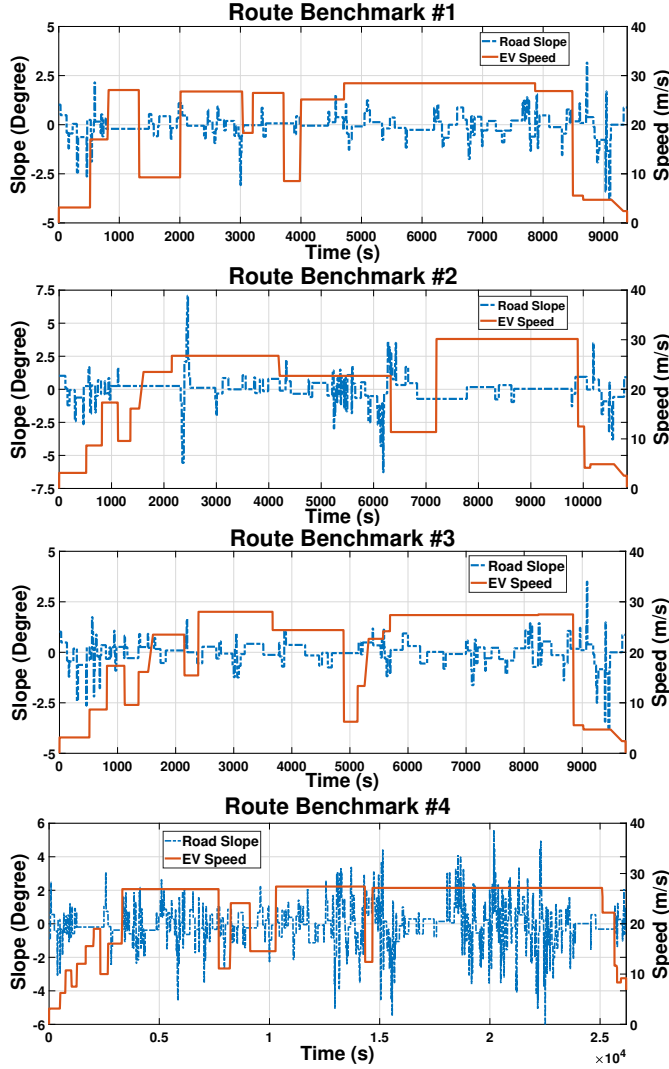 Route Benchmark #1
Slope (Degree)
5
2.5
0
-2.5
-5
Road Slope
EV Speed
40
30
20
10
0
Speed (m/s)
0 1000 2000 3000 4000 5000 6000 7000 8000 9000
Time (s)
Route Benchmark #2
Slope (Degree)
7.5
5
2.5
0
-2.5
-5
-7.5
Road Slope
EV Speed
40
30
20
10
0
Speed (m/s)
0 1000 2000 3000 4000 5000 6000 7000 8000 9000 10000
Time (s)
Route Benchmark #3
Slope (Degree)
5
2.5
0
-2.5
-5
Road Slope
EV Speed
40
30
20
10
0
Speed (m/s)
0 1000 2000 3000 4000 5000 6000 7000 8000 9000
Time (s)
Route Benchmark #4
Slope (Degree)
6
4
2
0
-2
-4
-6
Road Slope
EV Speed
40
30
20
10
0
Speed (m/s)
0 0.5 1 1.5 2 2.5
Time (s)
×10⁴